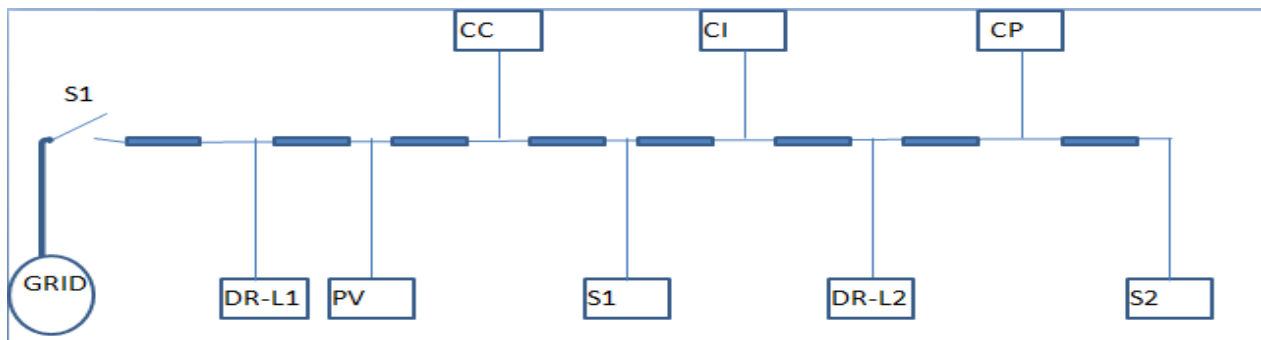 CC
CI
CP
S1
GRID
DR-L1
PV
S1
DR-L2
S2